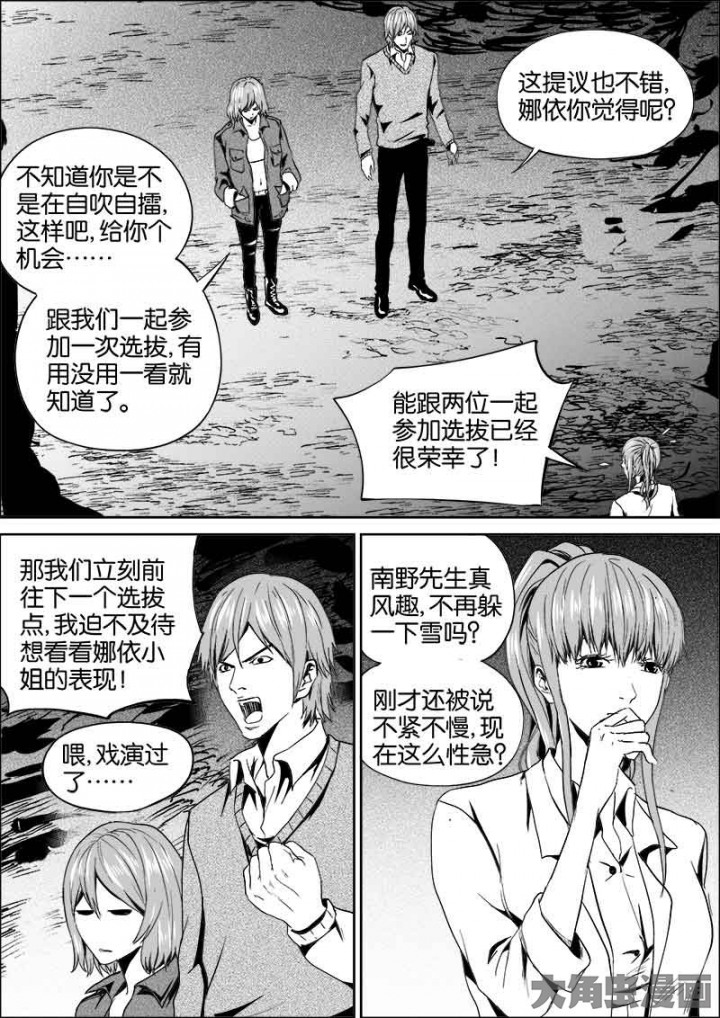 不知道你是不
是在自吹自擂，
这样吧，给你个
机会……
跟我们一起参
加一次选拔，有
用没用一看就
知道了。
这提议也不错，
娜依你觉得呢？
能跟两位一起
参加选拔已经
很荣幸了！
那我们立刻前
往下一个选拔
点，我迫不及待
想看看娜依小
姐的表现！
喂，戏演过
了……
南野先生真
风趣，不再躲
一下雪吗？
刚才还被说
不紧不慢，现
在这么性急？
大角虫漫画